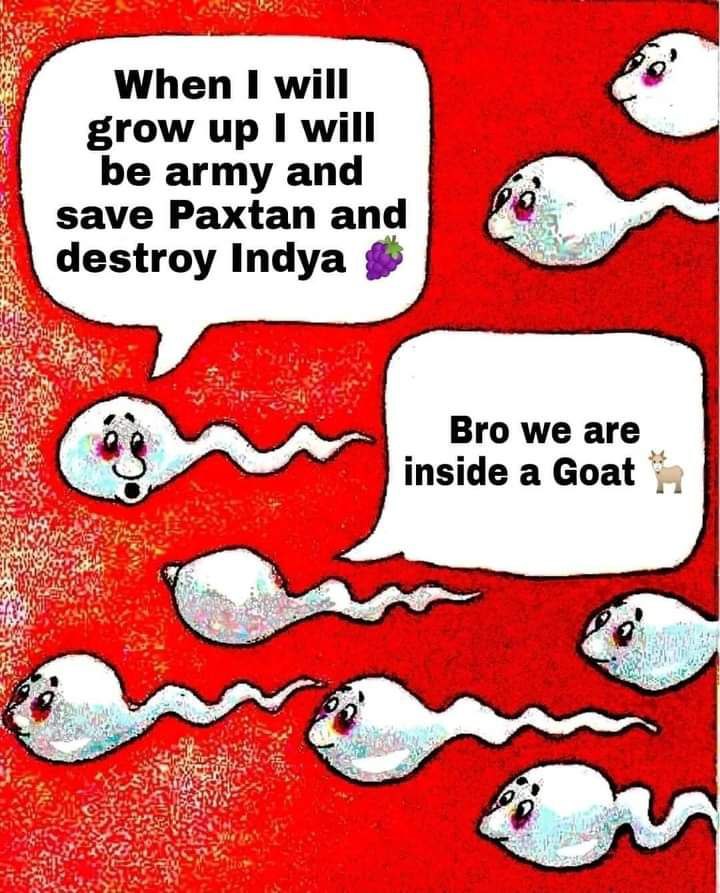 When I will
grow up I will
be army and
save Paxtan and
destroy Indya 🍇
Bro we are
inside a Goat 🐐